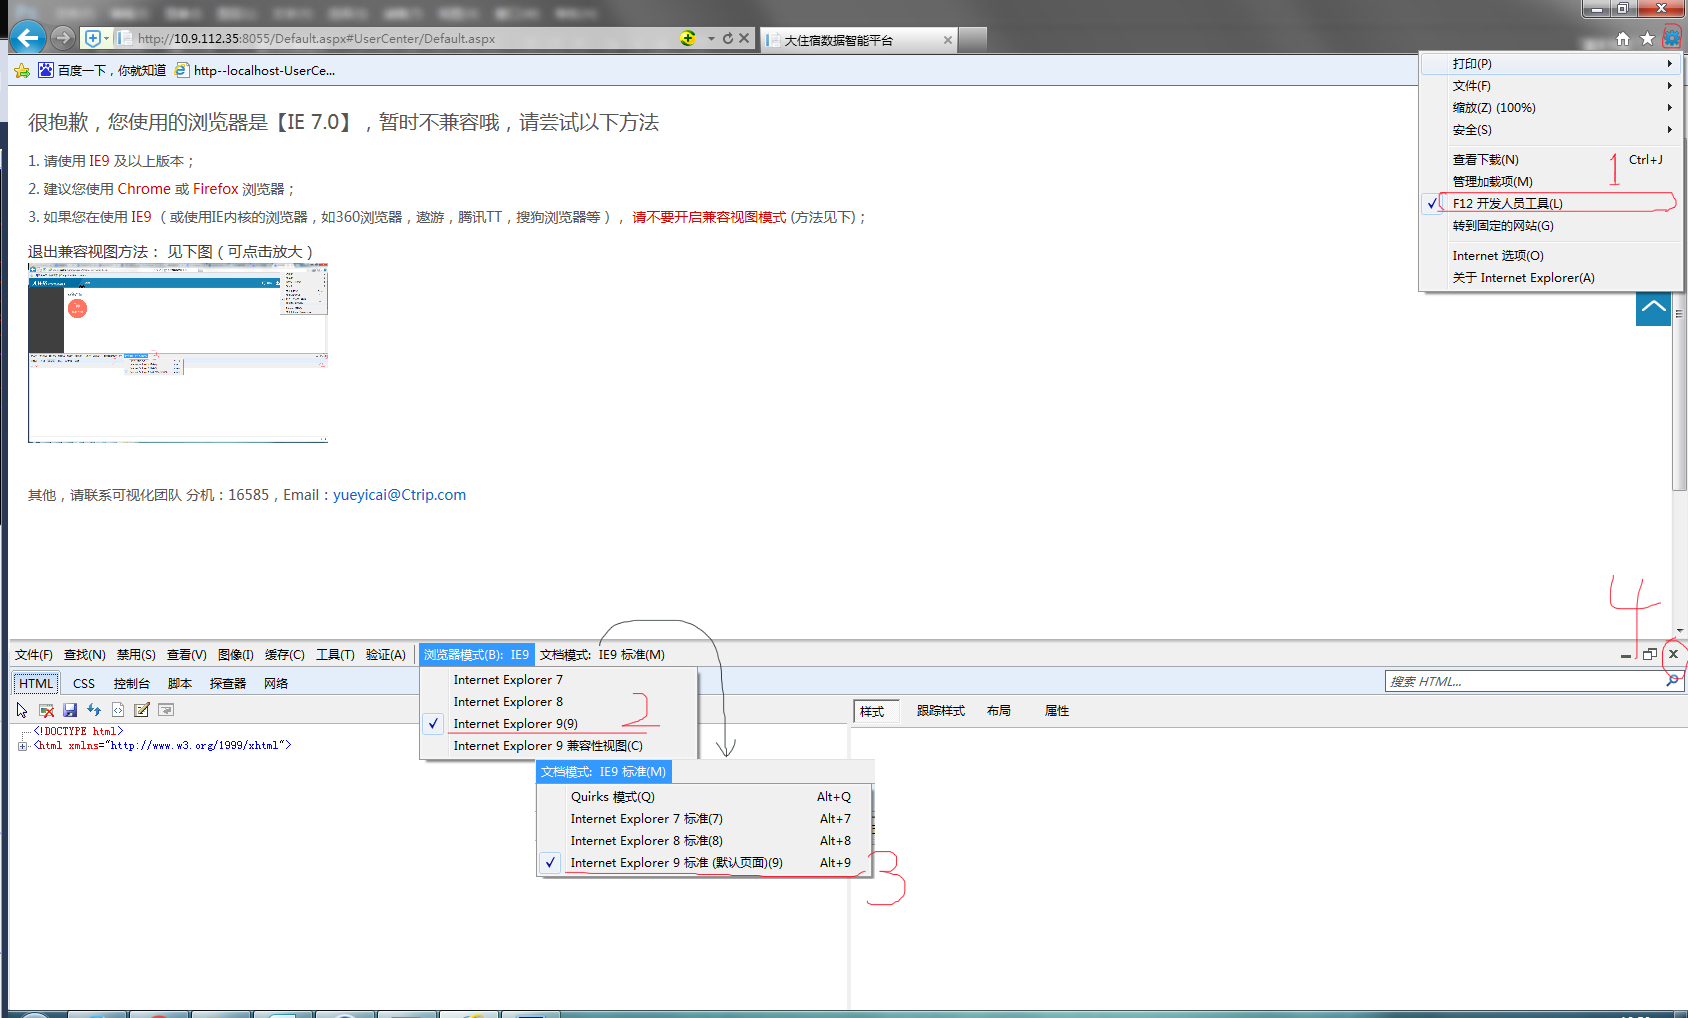 http://10.9.112.35:8055/Default.aspx#UserCenter/Default.aspx
大住宿数据智能平台
百度一下，你就知道
http--localhost-UserCe...
打印(P)
文件(F)
缩放(Z) (100%)
安全(S)
查看下载(N) Ctrl+J
管理加载项(M)
1
F12 开发人员工具(L)
转到固定的网站(G)
Internet 选项(O)
关于 Internet Explorer(A)
很抱歉，您使用的浏览器是【IE 7.0】，暂时不兼容哦，请尝试以下方法
1. 请使用 IE9 及以上版本；
2. 建议您使用 Chrome 或 Firefox 浏览器；
3. 如果您在使用 IE9 （ 或使用IE内核的浏览器，如360浏览器，遨游，腾讯TT，搜狗浏览器等 ）， 请不要开启兼容视图模式 (方法见下)；
退出兼容视图方法： 见下图（可点击放大）
其他，请联系可视化团队 分机：16585，Email：yueyicai@Ctrip.com
4
文件(F) 查找(N) 禁用(S) 查看(V) 图像(I) 缓存(C) 工具(T) 验证(A) 浏览器模式(B): IE9 文档模式: IE9 标准(M)
HTML CSS 控制台 脚本 探查器 网络
搜索 HTML...
Internet Explorer 7
Internet Explorer 8
Internet Explorer 9(9)
2
Internet Explorer 9 兼容性视图(C)
样式 跟踪样式 布局 属性
<!DOCTYPE html>
<html xmlns="http://www.w3.org/1999/xhtml">
文档模式: IE9 标准(M)
Quirks 模式(Q) Alt+Q
Internet Explorer 7 标准(7) Alt+7
Internet Explorer 8 标准(8) Alt+8
Internet Explorer 9 标准 (默认页面)(9) Alt+9
3